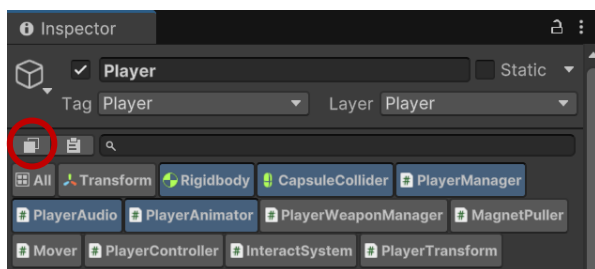 Inspector
Player Static
Tag Player Layer Player
All Transform Rigidbody CapsuleCollider # PlayerManager
# PlayerAudio # PlayerAnimator # PlayerWeaponManager # MagnetPuller
# Mover # PlayerController # InteractSystem # PlayerTransform